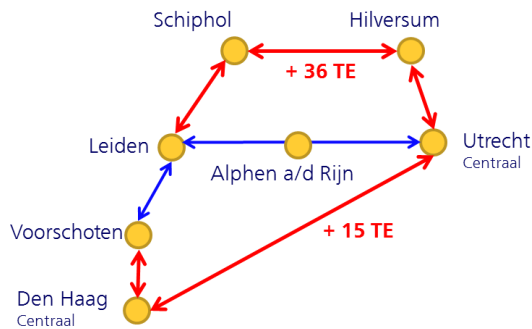 Schiphol
Hilversum
+ 36 TE
Leiden
Utrecht
Centraal
Alphen a/d Rijn
Voorschoten
+ 15 TE
Den Haag
Centraal